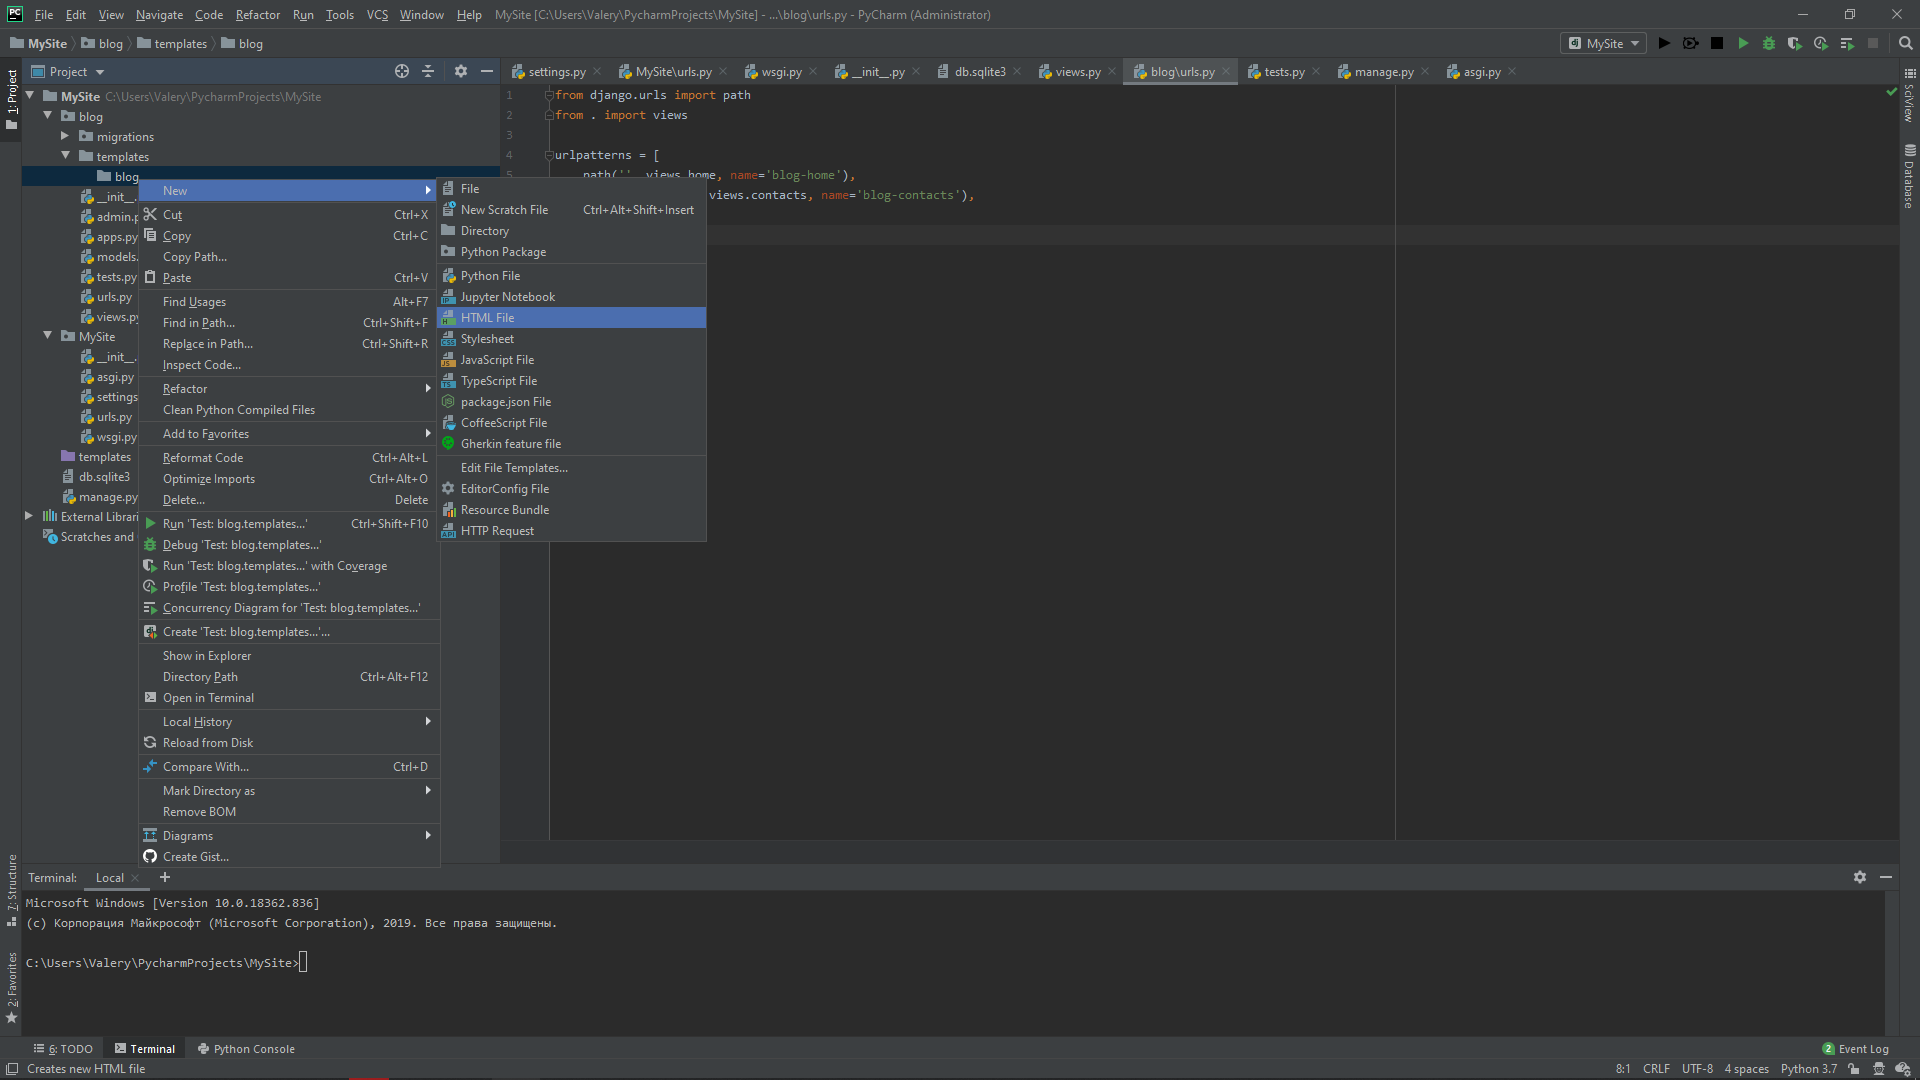 PC File Edit View Navigate Code Refactor Run Tools VCS Window Help MySite [C:\Users\Valery\PycharmProjects\MySite] - ...\blog\urls.py - PyCharm (Administrator)
MySite blog templates blog
MySite
1: Project
Project
settings.py MySite\urls.py wsgi.py __init__.py db.sqlite3 views.py blog\urls.py tests.py manage.py asgi.py
MySite C:\Users\Valery\PycharmProjects\MySite
blog
migrations
templates
blog
__init__.
admin.p
apps.py
models.
tests.py
urls.py
views.py
MySite
__init__.
asgi.py
settings
urls.py
wsgi.py
templates
db.sqlite3
manage.py
External Librari
Scratches and
1 from django.urls import path
2 from . import views
3
4 urlpatterns = [
5 path('' views.home, name='blog-home'),
views.contacts, name='blog-contacts'),
New
Cut Ctrl+X
Copy Ctrl+C
Copy Path...
Paste Ctrl+V
Find Usages Alt+F7
Find in Path... Ctrl+Shift+F
Replace in Path... Ctrl+Shift+R
Inspect Code...
Refactor
Clean Python Compiled Files
Add to Favorites
Reformat Code Ctrl+Alt+L
Optimize Imports Ctrl+Alt+O
Delete... Delete
Run 'Test: blog.templates...' Ctrl+Shift+F10
Debug 'Test: blog.templates...'
Run 'Test: blog.templates...' with Coverage
Profile 'Test: blog.templates...'
Concurrency Diagram for 'Test: blog.templates...'
Create 'Test: blog.templates...'...
Show in Explorer
Directory Path Ctrl+Alt+F12
Open in Terminal
Local History
Reload from Disk
Compare With... Ctrl+D
Mark Directory as
Remove BOM
Diagrams
Create Gist...
File
New Scratch File Ctrl+Alt+Shift+Insert
Directory
Python Package
Python File
Jupyter Notebook
HTML File
Stylesheet
JavaScript File
TypeScript File
package.json File
CoffeeScript File
Gherkin feature file
Edit File Templates...
EditorConfig File
Resource Bundle
HTTP Request
SciView
Database
7: Structure
2: Favorites
Terminal: Local +
Microsoft Windows [Version 10.0.18362.836]
(c) Корпорация Майкрософт (Microsoft Corporation), 2019. Все права защищены.
C:\Users\Valery\PycharmProjects\MySite>
6: TODO Terminal Python Console
2 Event Log
Creates new HTML file
8:1 CRLF UTF-8 4 spaces Python 3.7